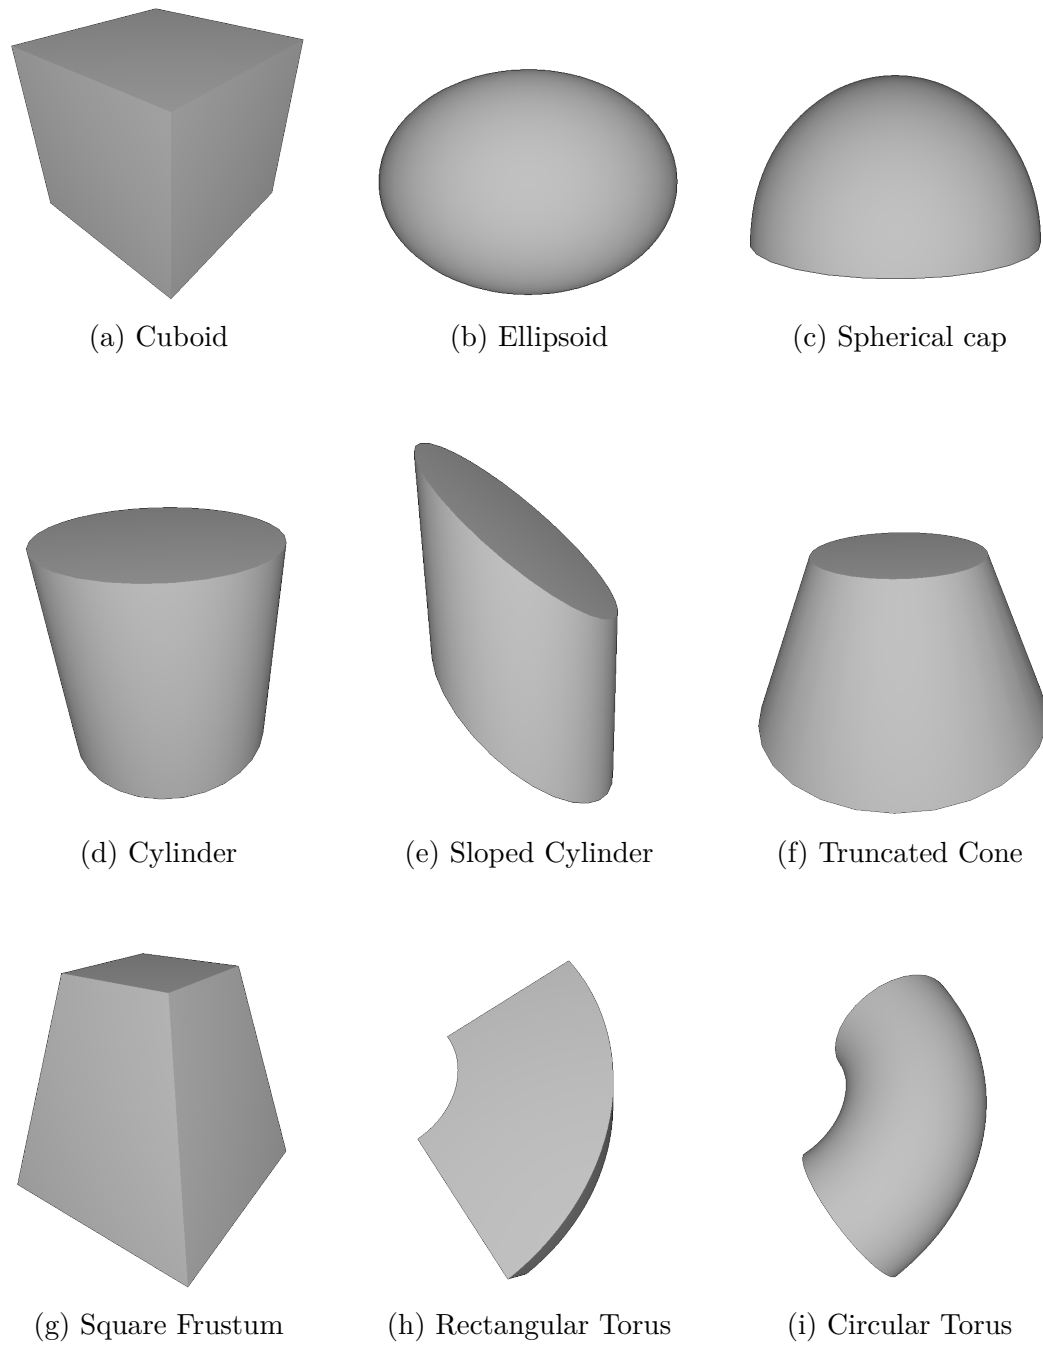 (a) Cuboid
(b) Ellipsoid
(c) Spherical cap
(d) Cylinder
(e) Sloped Cylinder
(f) Truncated Cone
(g) Square Frustum
(h) Rectangular Torus
(i) Circular Torus